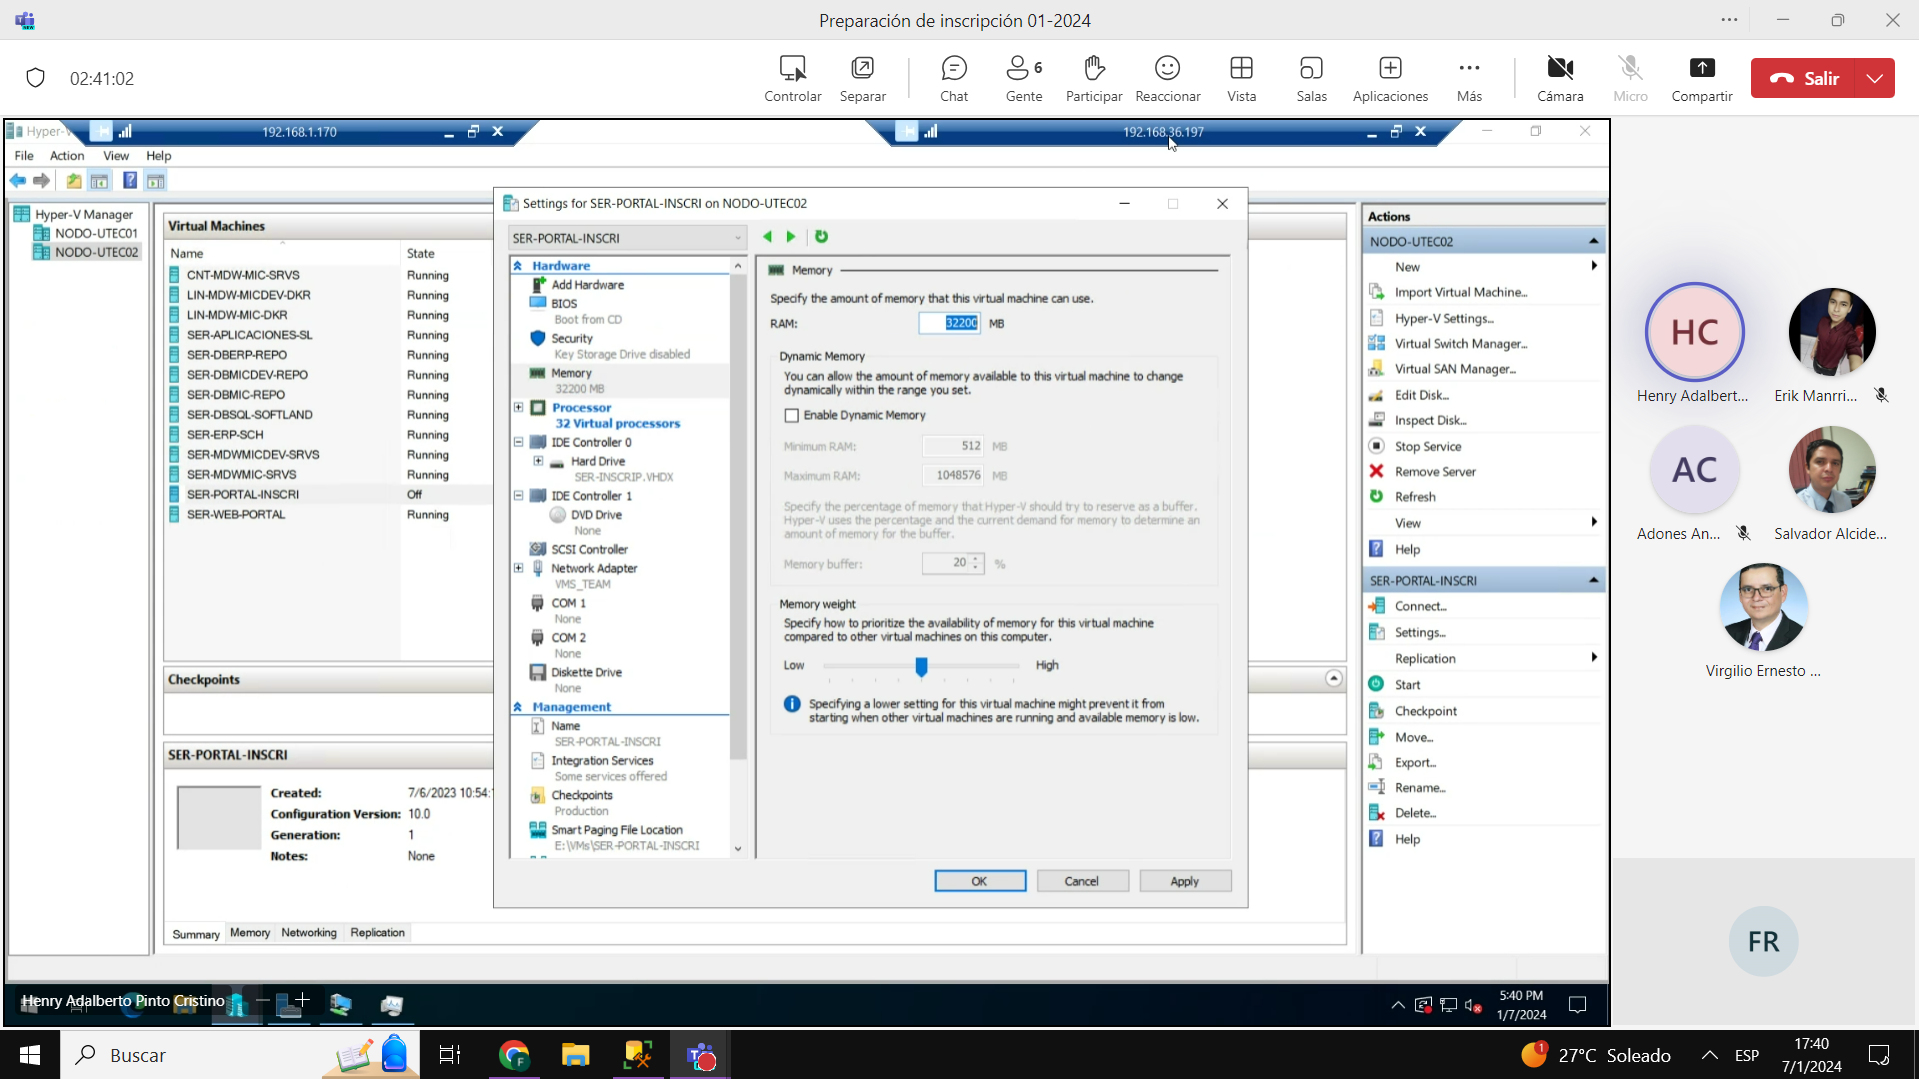 Preparación de inscripción 01-2024
02:41:02
Controlar
Separar
Chat
6
Gente
Participar
Reaccionar
Vista
Salas
Aplicaciones
Más
Cámara
Micro
Compartir
Salir
Hyper-V
192.168.1.170
192.168.36.197
File Action View Help
Hyper-V Manager
NODO-UTEC01
NODO-UTEC02
Virtual Machines
Name State
CNT-MDW-MIC-SRVS Running
LIN-MDW-MICDEV-DKR Running
LIN-MDW-MIC-DKR Running
SER-APLICACIONES-SL Running
SER-DBERP-REPO Running
SER-DBMICDEV-REPO Running
SER-DBMIC-REPO Running
SER-DBSQL-SOFTLAND Running
SER-ERP-SCH Running
SER-MDWMICDEV-SRVS Running
SER-MDWMIC-SRVS Running
SER-PORTAL-INSCRI Off
SER-WEB-PORTAL Running
Checkpoints
SER-PORTAL-INSCRI
Created: 7/6/2023 10:54:
Configuration Version: 10.0
Generation: 1
Notes: None
Summary Memory Networking Replication
Settings for SER-PORTAL-INSCRI on NODO-UTEC02
SER-PORTAL-INSCRI
Hardware
Add Hardware
BIOS
Boot from CD
Security
Key Storage Drive disabled
Memory
32200 MB
Processor
32 Virtual processors
IDE Controller 0
Hard Drive
SER-INSCRIP.VHDX
IDE Controller 1
DVD Drive
None
SCSI Controller
Network Adapter
VMS_TEAM
COM 1
None
COM 2
None
Diskette Drive
None
Management
Name
SER-PORTAL-INSCRI
Integration Services
Some services offered
Checkpoints
Production
Smart Paging File Location
E:\VMs\SER-PORTAL-INSCRI
Memory
Specify the amount of memory that this virtual machine can use.
RAM: 32200 MB
Dynamic Memory
You can allow the amount of memory available to this virtual machine to change
dynamically within the range you set.
Enable Dynamic Memory
Minimum RAM: 512 MB
Maximum RAM: 1048576 MB
Specify the percentage of memory that Hyper-V should try to reserve as a buffer.
Hyper-V uses the percentage and the current demand for memory to determine an
amount of memory for the buffer.
Memory buffer: 20 %
Memory weight
Specify how to prioritize the availability of memory for this virtual machine
compared to other virtual machines on this computer.
Low High
Specifying a lower setting for this virtual machine might prevent it from
starting when other virtual machines are running and available memory is low.
OK Cancel Apply
Actions
NODO-UTEC02
New
Import Virtual Machine...
Hyper-V Settings...
Virtual Switch Manager...
Virtual SAN Manager...
Edit Disk...
Inspect Disk...
Stop Service
Remove Server
Refresh
View
Help
SER-PORTAL-INSCRI
Connect...
Settings...
Replication
Start
Checkpoint
Move...
Export...
Rename...
Delete...
Help
HC
Henry Adalbert...
Erik Manrri...
AC
Adones An...
Salvador Alcide...
Virgilio Ernesto ...
FR
Henry Adalberto Pinto Cristino
5:40 PM
1/7/2024
Buscar
1
27°C Soleado
ESP
17:40
7/1/2024